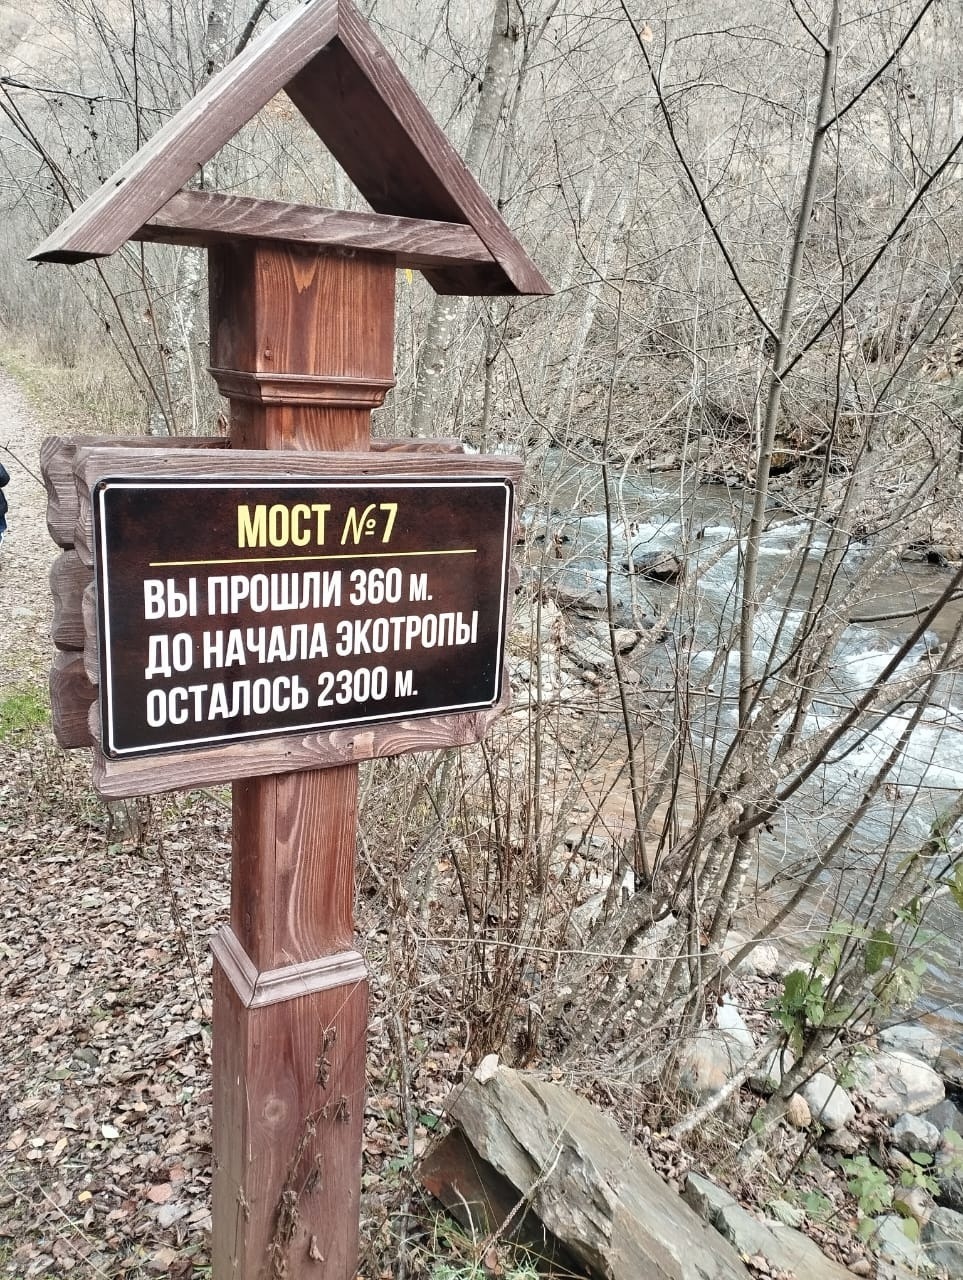 МОСТ №7
ВЫ ПРОШЛИ 360 м.
ДО НАЧАЛА ЭКОТРОПЫ
ОСТАЛОСЬ 2300 м.